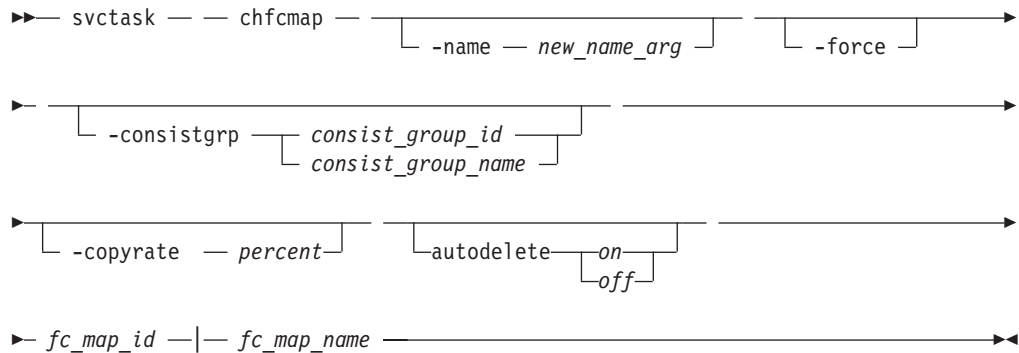 svctask — chfcmap
-name — new_name_arg
-force
-consistgrp
consist_group_id
consist_group_name
-copyrate — percent
autodelete
on
off
fc_map_id — | — fc_map_name